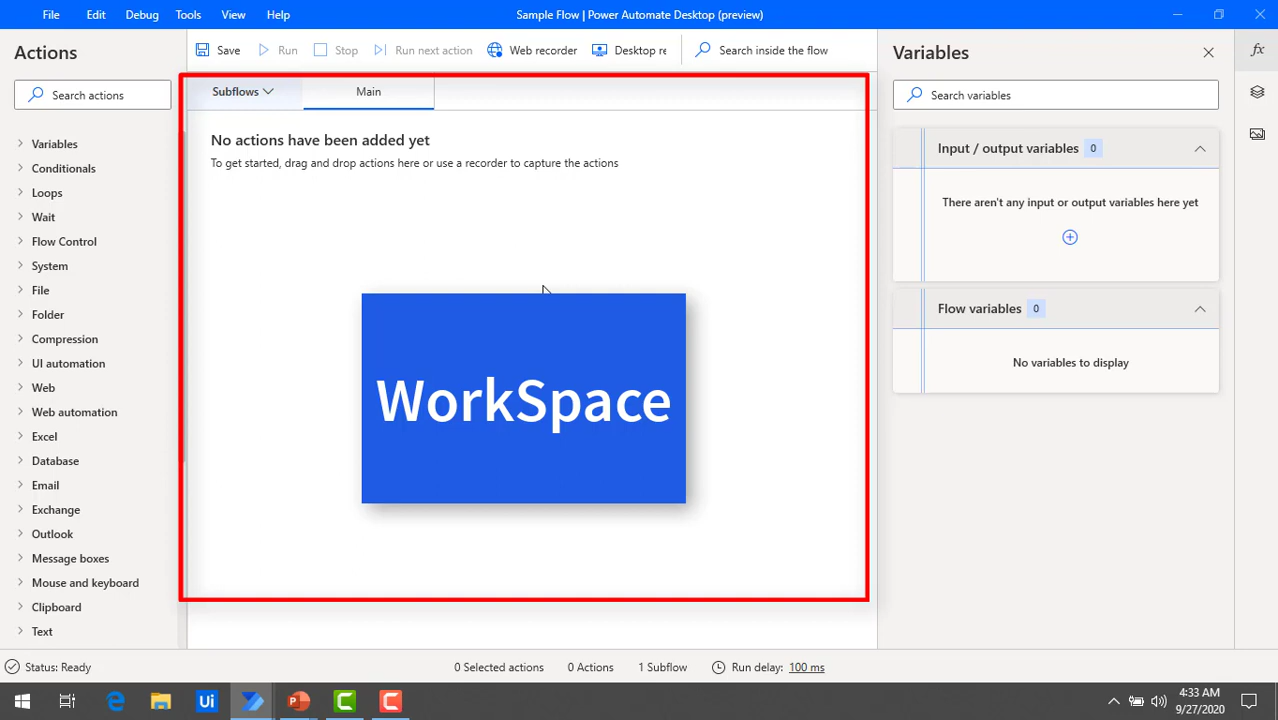 File Edit Debug Tools View Help
Sample Flow | Power Automate Desktop (preview)
Actions
Search actions
Variables
Conditionals
Loops
Wait
Flow Control
System
File
Folder
Compression
UI automation
Web
Web automation
Excel
Database
Email
Exchange
Outlook
Message boxes
Mouse and keyboard
Clipboard
Text
Save Run Stop Run next action Web recorder Desktop re Search inside the flow
Subflows Main
No actions have been added yet
To get started, drag and drop actions here or use a recorder to capture the actions
WorkSpace
Variables
fx
Search variables
Input / output variables 0
There aren't any input or output variables here yet
Flow variables 0
No variables to display
Status: Ready 0 Selected actions 0 Actions 1 Subflow Run delay: 100 ms
Ui
4:33 AM
9/27/2020